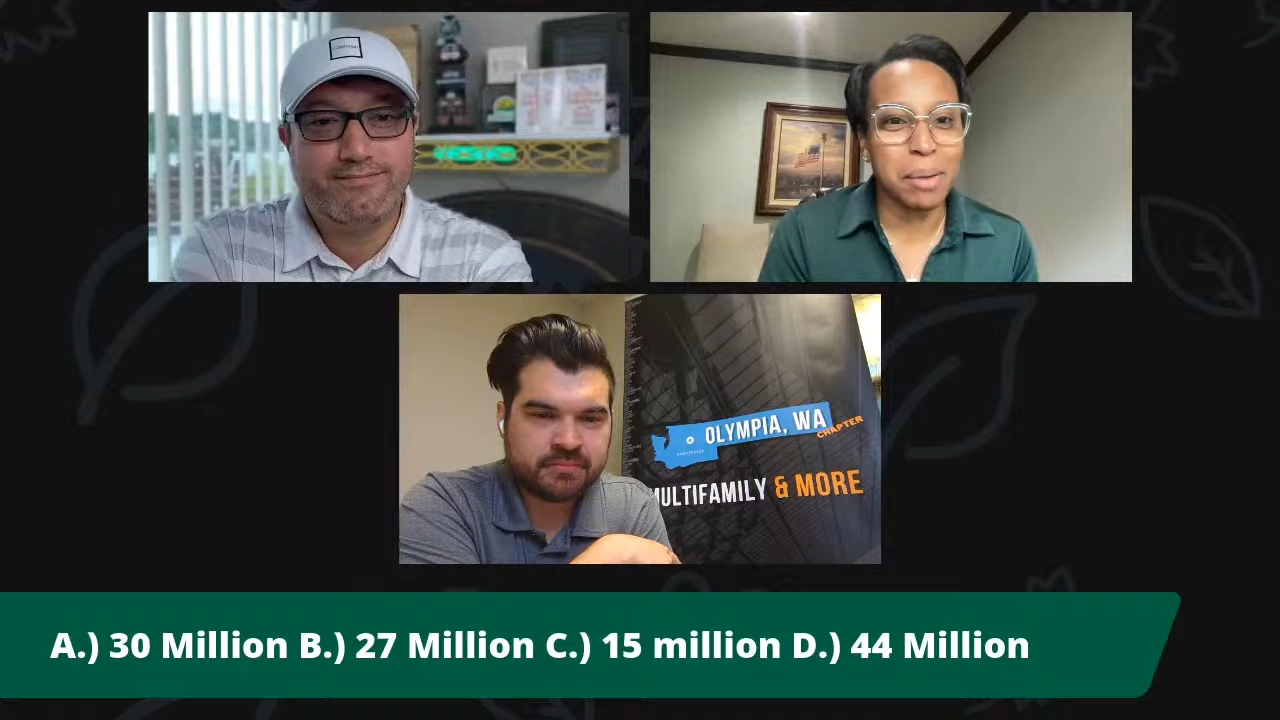 OLYMPIA, WA
CHAPTER
MULTIFAMILY & MORE
A.) 30 Million B.) 27 Million C.) 15 million D.) 44 Million